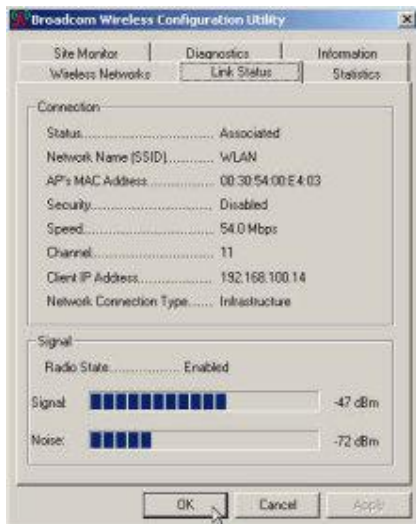 Broadcom Wireless Configuration Utility
Site Monitor Diagnostics Information
Wireless Networks Link Status Statistics
Connection
Status............................ Associated
Network Name (SSID)........... WLAN
AP's MAC Address................ 00:30:54:00:E4:03
Security........................... Disabled
Speed............................. 54.0 Mbps
Channel........................... 11
Client IP Address................. 192.168.100.14
Network Connection Type...... Infrastructure
Signal
Radio State................. Enabled
Signal: -47 dBm
Noise: -72 dBm
OK Cancel Apply